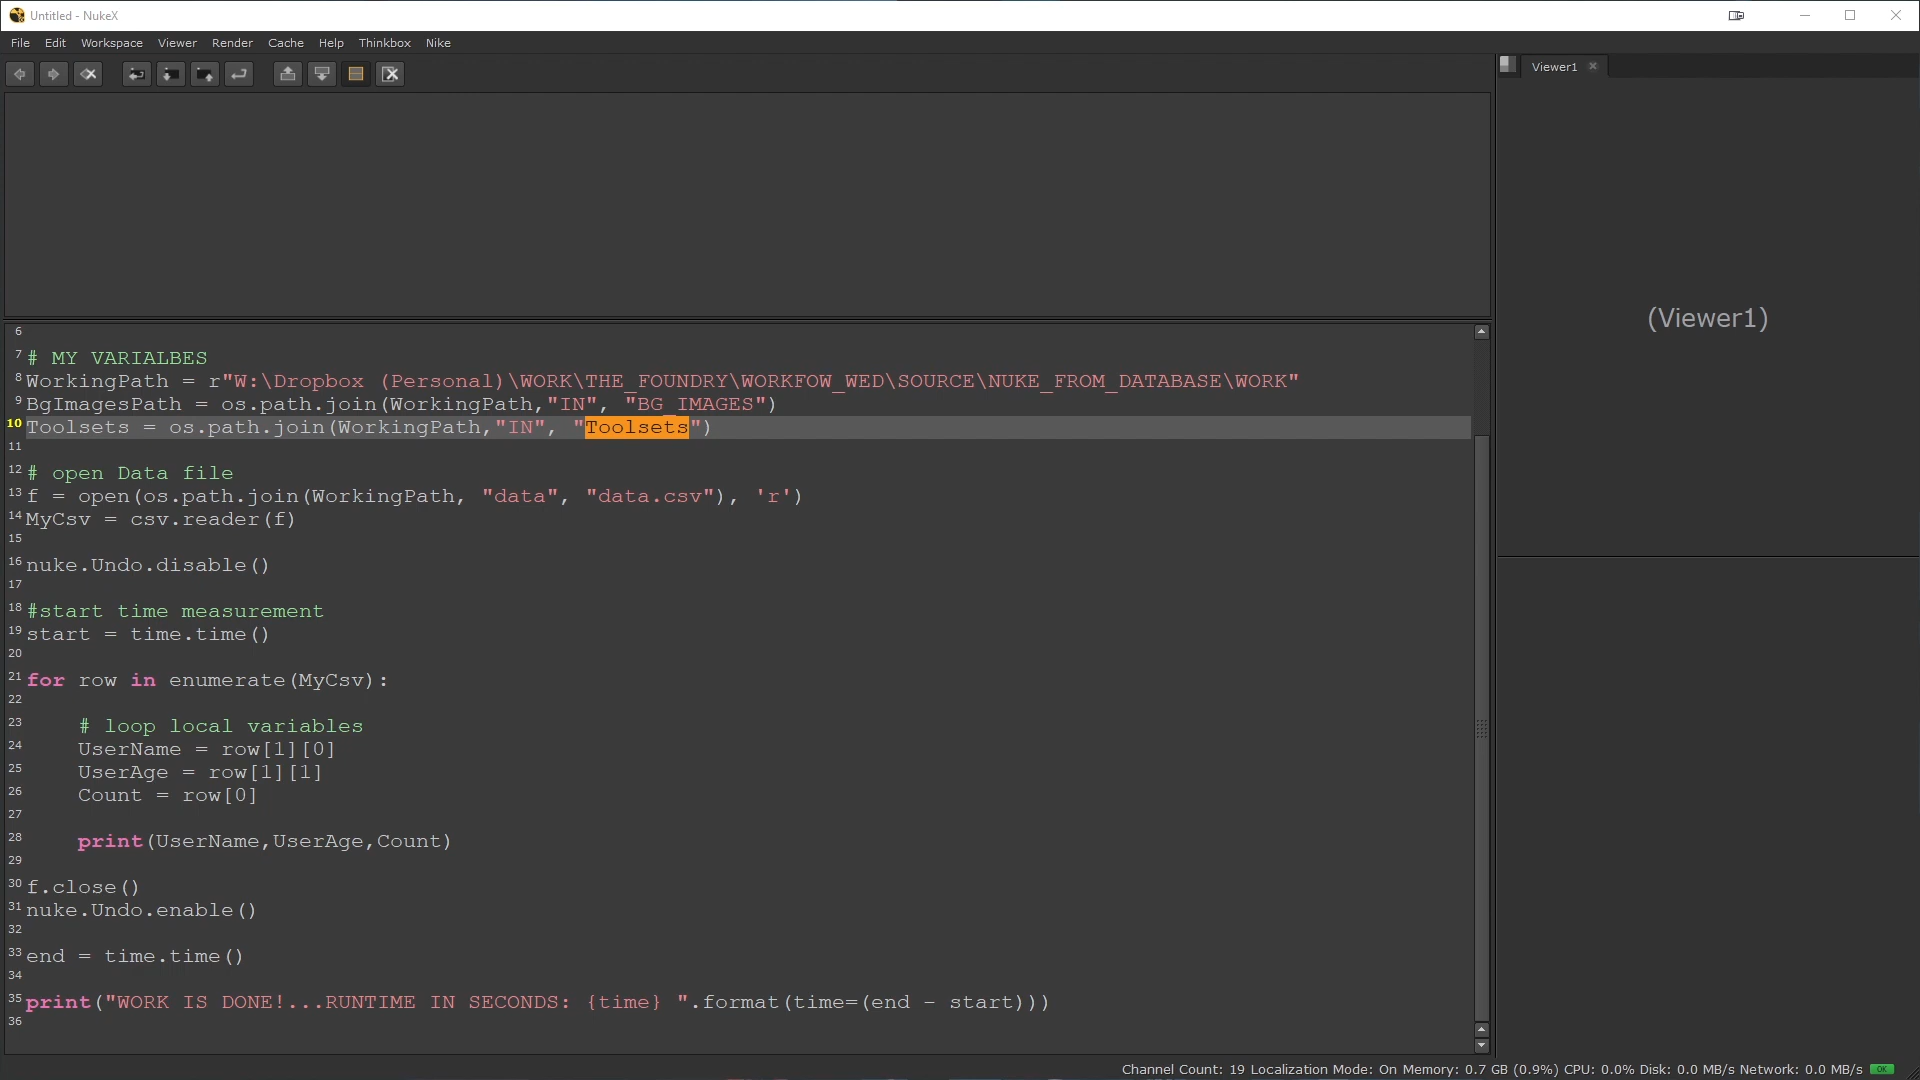 Untitled - NukeX
File Edit Workspace Viewer Render Cache Help Thinkbox Nike
Viewer1
(Viewer1)
6
7 # MY VARIALBES
8 WorkingPath = r"W:\Dropbox (Personal)\WORK\THE_FOUNDRY\WORKFOW_WED\SOURCE\NUKE_FROM_DATABASE\WORK"
9 BgImagesPath = os.path.join(WorkingPath,"IN", "BG_IMAGES")
10 Toolsets = os.path.join(WorkingPath,"IN", "Toolsets")
11
12 # open Data file
13 f = open(os.path.join(WorkingPath, "data", "data.csv"), 'r')
14 MyCsv = csv.reader(f)
15
16 nuke.Undo.disable()
17
18 #start time measurement
19 start = time.time()
20
21 for row in enumerate(MyCsv):
22
23 # loop local variables
24 UserName = row[1][0]
25 UserAge = row[1][1]
26 Count = row[0]
27
28 print(UserName,UserAge,Count)
29
30 f.close()
31 nuke.Undo.enable()
32
33 end = time.time()
34
35 print("WORK IS DONE!...RUNTIME IN SECONDS: {time} ".format(time=(end - start)))
36
Channel Count: 19 Localization Mode: On Memory: 0.7 GB (0.9%) CPU: 0.0% Disk: 0.0 MB/s Network: 0.0 MB/s OK